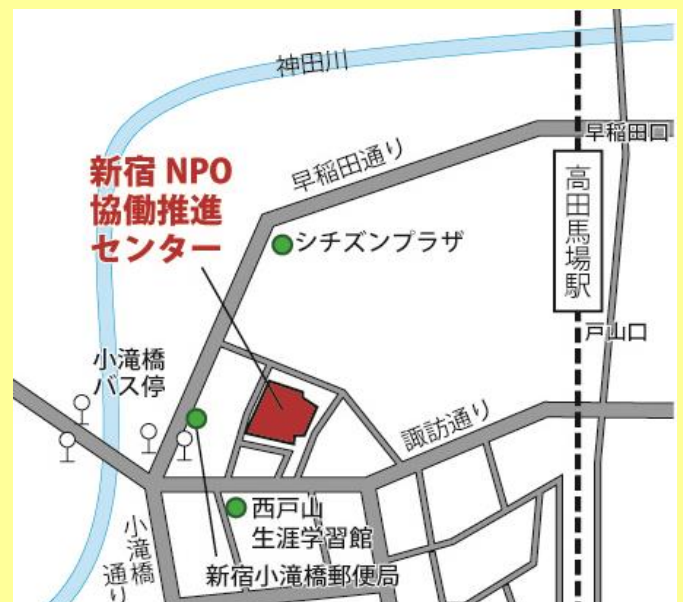 神田川
早稲田口
早稲田通り
新宿 NPO
協働推進
センター
高田馬場駅
シチズンプラザ
戸山口
小滝橋
バス停
諏訪通り
西戸山
生涯学習館
小滝橋
通り
新宿小滝橋郵便局